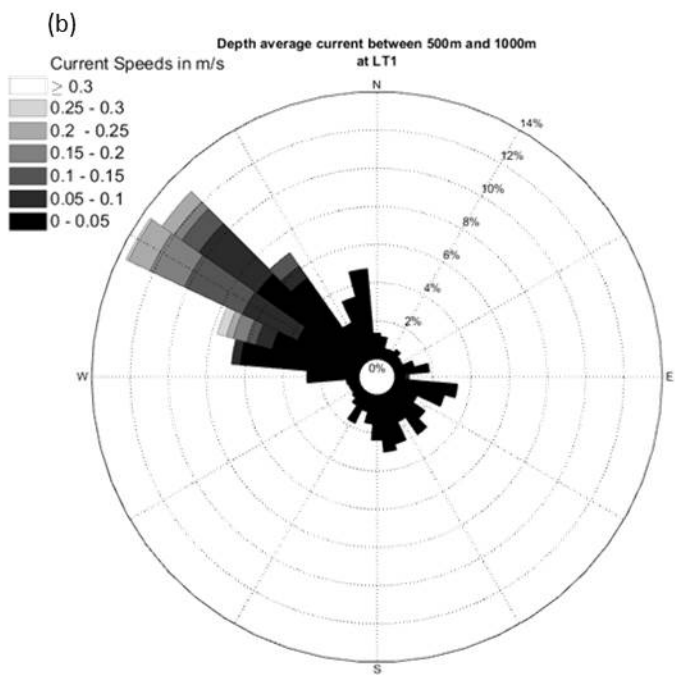 (b)
Depth average current between 500m and 1000m
at LT1
Current Speeds in m/s
≥ 0.3
0.25 - 0.3
0.2 - 0.25
0.15 - 0.2
0.1 - 0.15
0.05 - 0.1
0 - 0.05
N
14%
12%
10%
8%
6%
4%
2%
0%
W
E
S